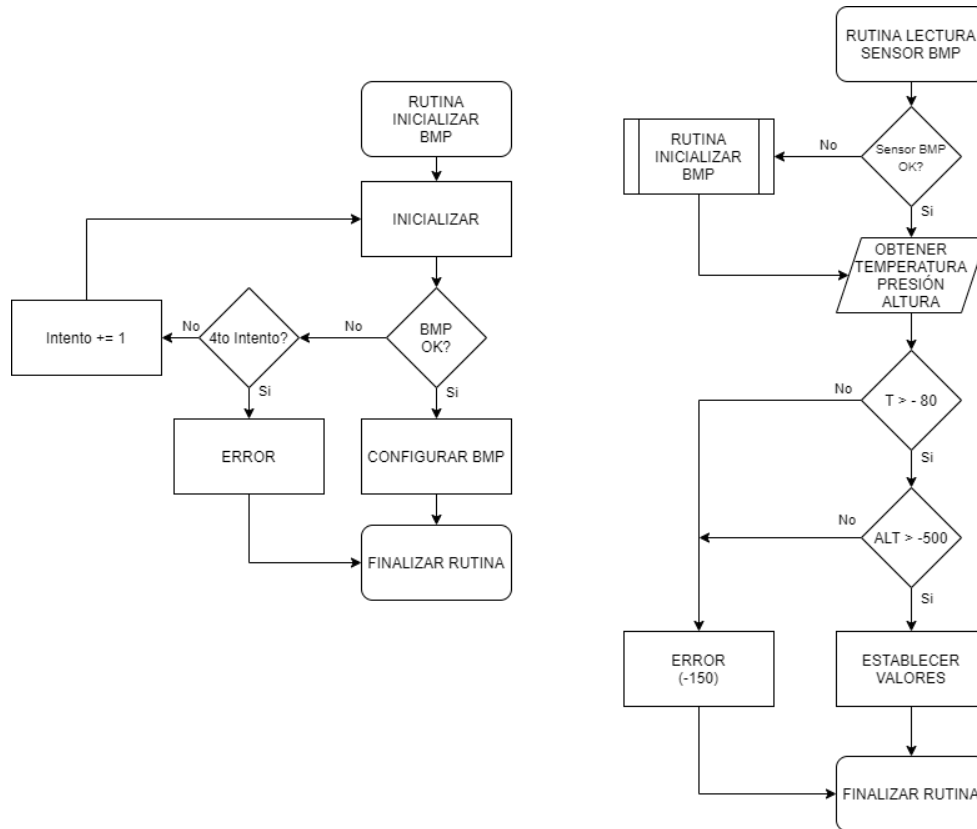 RUTINA
INICIALIZAR
BMP
INICIALIZAR
BMP
OK?
No
4to Intento?
No
Intento += 1
Si
Si
ERROR
CONFIGURAR BMP
FINALIZAR RUTINA
RUTINA LECTURA
SENSOR BMP
Sensor BMP
OK?
No
RUTINA
INICIALIZAR
BMP
Si
OBTENER
TEMPERATURA
PRESIÓN
ALTURA
T > - 80
No
Si
ALT > -500
No
Si
ERROR
(-150)
ESTABLECER
VALORES
FINALIZAR RUTINA